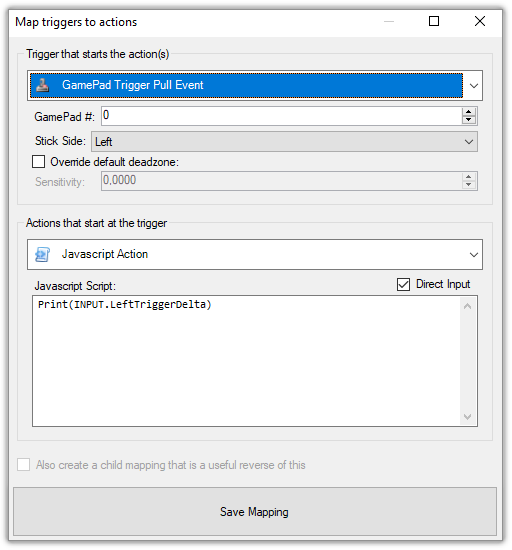 Map triggers to actions
Trigger that starts the action(s)
GamePad Trigger Pull Event
GamePad #: 0
Stick Side: Left
Override default deadzone:
Sensitivity: 0,0000
Actions that start at the trigger
Javascript Action
Javascript Script: Direct Input
Print(INPUT.LeftTriggerDelta)
Also create a child mapping that is a useful reverse of this
Save Mapping